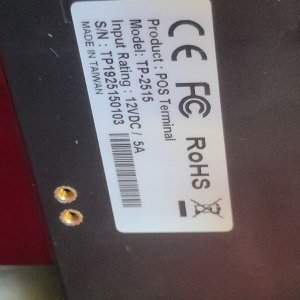 Product : POS Terminal
Model: TP-2515
Input Rating : 12VDC / 5A
S/N : TP1925150103
MADE IN TAIWAN
CE FC RoHS